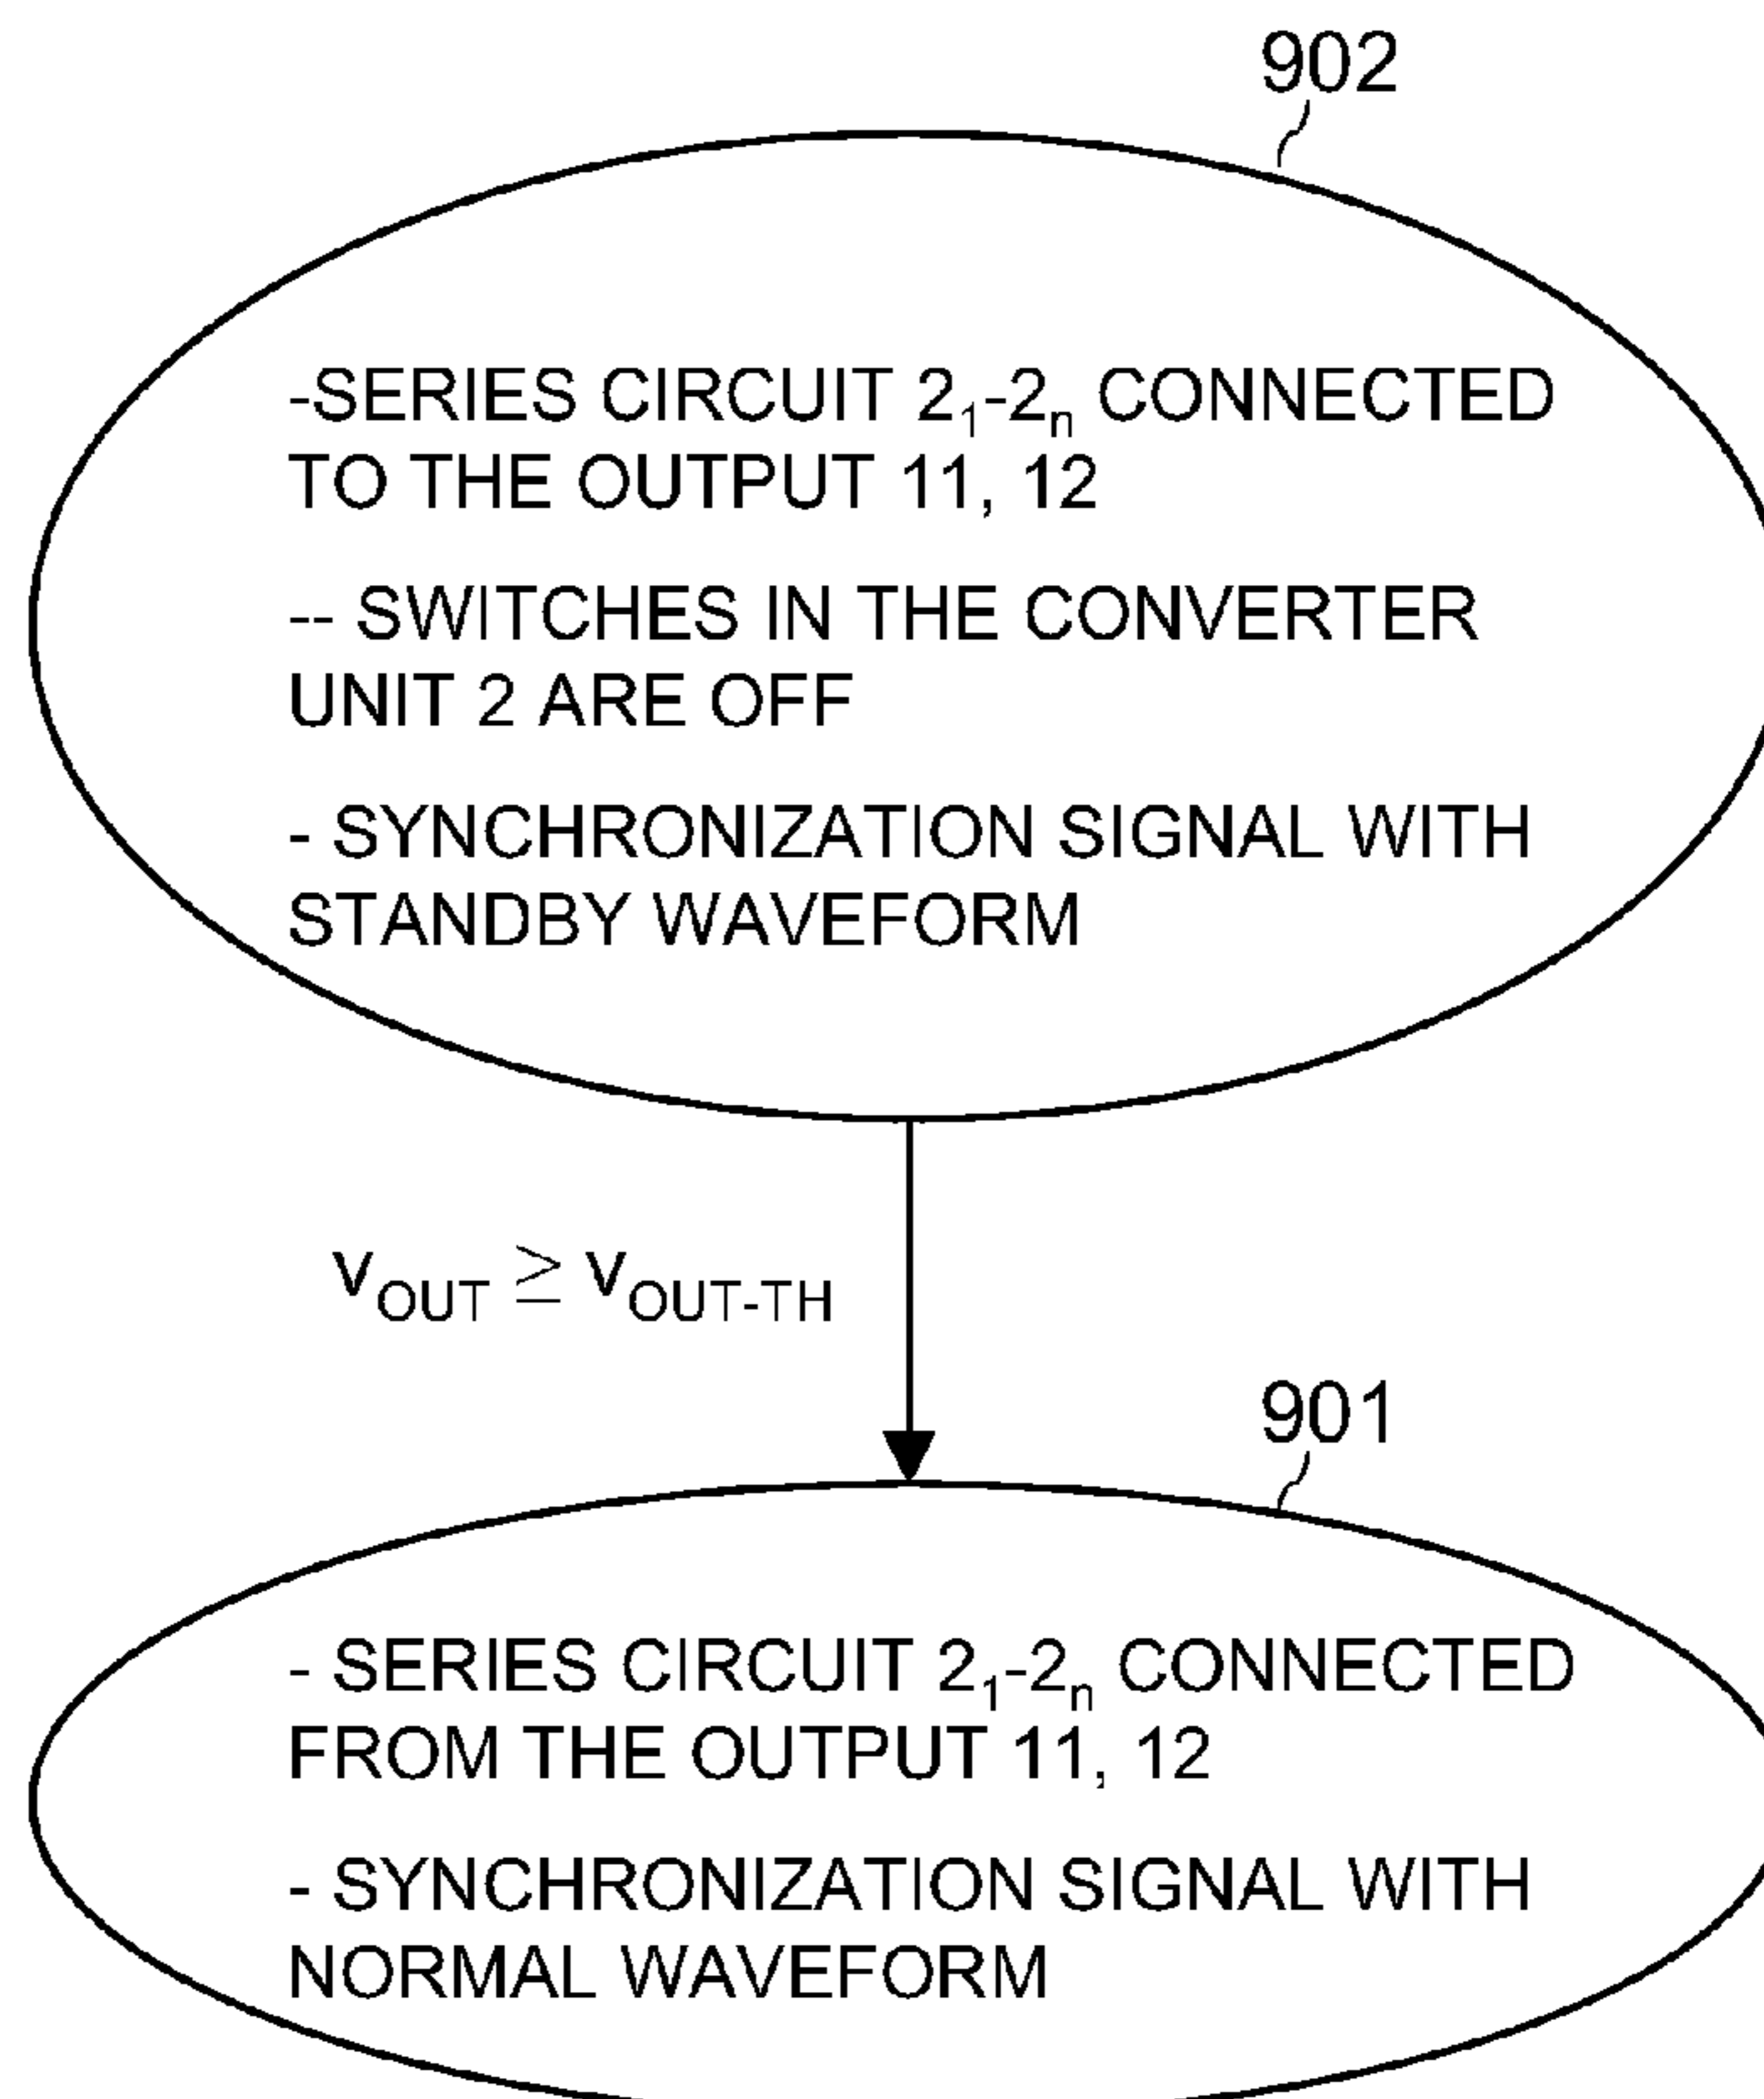 902
-SERIES CIRCUIT 2₁-2ₙ CONNECTED
TO THE OUTPUT 11, 12
-- SWITCHES IN THE CONVERTER
UNIT 2 ARE OFF
- SYNCHRONIZATION SIGNAL WITH
STANDBY WAVEFORM
V_OUT ≥ V_OUT-TH
901
- SERIES CIRCUIT 2₁-2ₙ CONNECTED
FROM THE OUTPUT 11, 12
- SYNCHRONIZATION SIGNAL WITH
NORMAL WAVEFORM